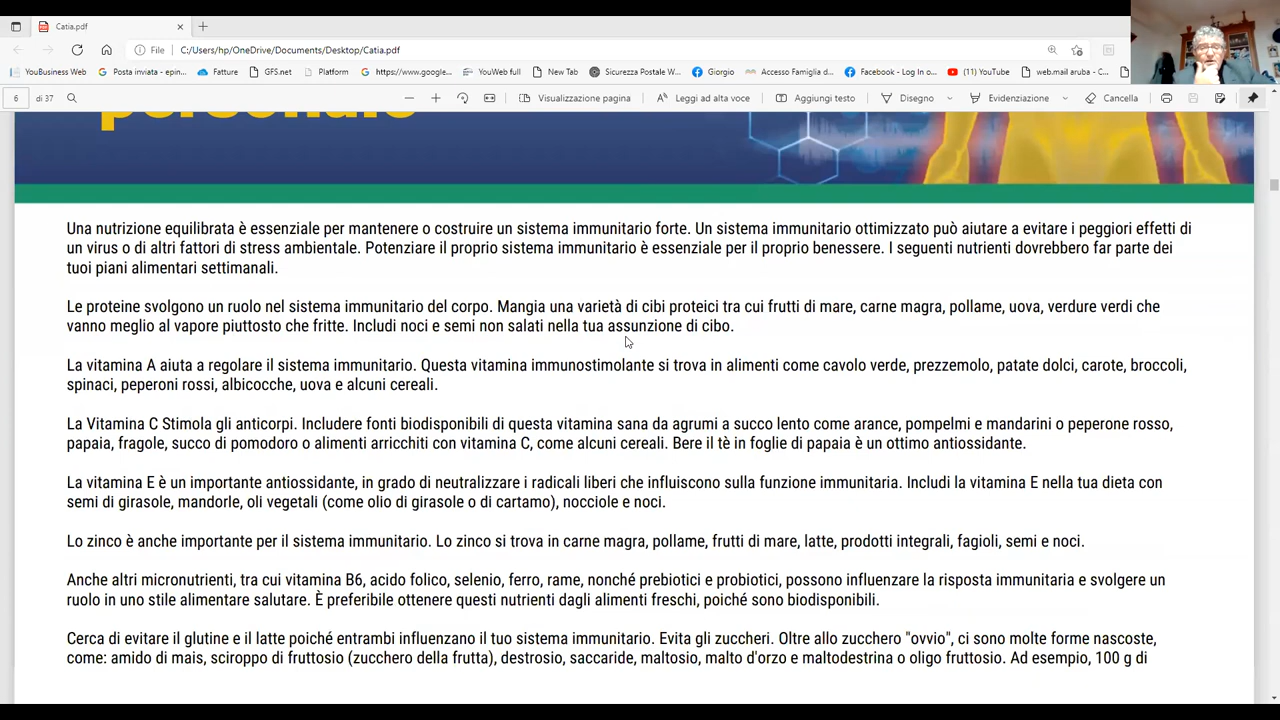 Catia.pdf
File
C:/Users/hp/OneDrive/Documents/Desktop/Catia.pdf
YouBusiness Web
Posta inviata - epin...
Fatture
GFS.net
Platform
https://www.google...
YouWeb full
New Tab
Sicurezza Postale W...
Giorgio
Accesso Famiglia d...
Facebook - Log In o...
(11) YouTube
web.mail aruba - C...
6 di 37
Visualizzazione pagina
Leggi ad alta voce
Aggiungi testo
Disegno
Evidenziazione
Cancella
personale
Una nutrizione equilibrata è essenziale per mantenere o costruire un sistema immunitario forte. Un sistema immunitario ottimizzato può aiutare a evitare i peggiori effetti di
un virus o di altri fattori di stress ambientale. Potenziare il proprio sistema immunitario è essenziale per il proprio benessere. I seguenti nutrienti dovrebbero far parte dei
tuoi piani alimentari settimanali.
Le proteine svolgono un ruolo nel sistema immunitario del corpo. Mangia una varietà di cibi proteici tra cui frutti di mare, carne magra, pollame, uova, verdure verdi che
vanno meglio al vapore piuttosto che fritte. Includi noci e semi non salati nella tua assunzione di cibo.
La vitamina A aiuta a regolare il sistema immunitario. Questa vitamina immunostimolante si trova in alimenti come cavolo verde, prezzemolo, patate dolci, carote, broccoli,
spinaci, peperoni rossi, albicocche, uova e alcuni cereali.
La Vitamina C Stimola gli anticorpi. Includere fonti biodisponibili di questa vitamina sana da agrumi a succo lento come arance, pompelmi e mandarini o peperone rosso,
papaia, fragole, succo di pomodoro o alimenti arricchiti con vitamina C, come alcuni cereali. Bere il tè in foglie di papaia è un ottimo antiossidante.
La vitamina E è un importante antiossidante, in grado di neutralizzare i radicali liberi che influiscono sulla funzione immunitaria. Includi la vitamina E nella tua dieta con
semi di girasole, mandorle, oli vegetali (come olio di girasole o di cartamo), nocciole e noci.
Lo zinco è anche importante per il sistema immunitario. Lo zinco si trova in carne magra, pollame, frutti di mare, latte, prodotti integrali, fagioli, semi e noci.
Anche altri micronutrienti, tra cui vitamina B6, acido folico, selenio, ferro, rame, nonché prebiotici e probiotici, possono influenzare la risposta immunitaria e svolgere un
ruolo in uno stile alimentare salutare. È preferibile ottenere questi nutrienti dagli alimenti freschi, poiché sono biodisponibili.
Cerca di evitare il glutine e il latte poiché entrambi influenzano il tuo sistema immunitario. Evita gli zuccheri. Oltre allo zucchero "ovvio", ci sono molte forme nascoste,
come: amido di mais, sciroppo di fruttosio (zucchero della frutta), destrosio, saccaride, maltosio, malto d'orzo e maltodestrina o oligo fruttosio. Ad esempio, 100 g di